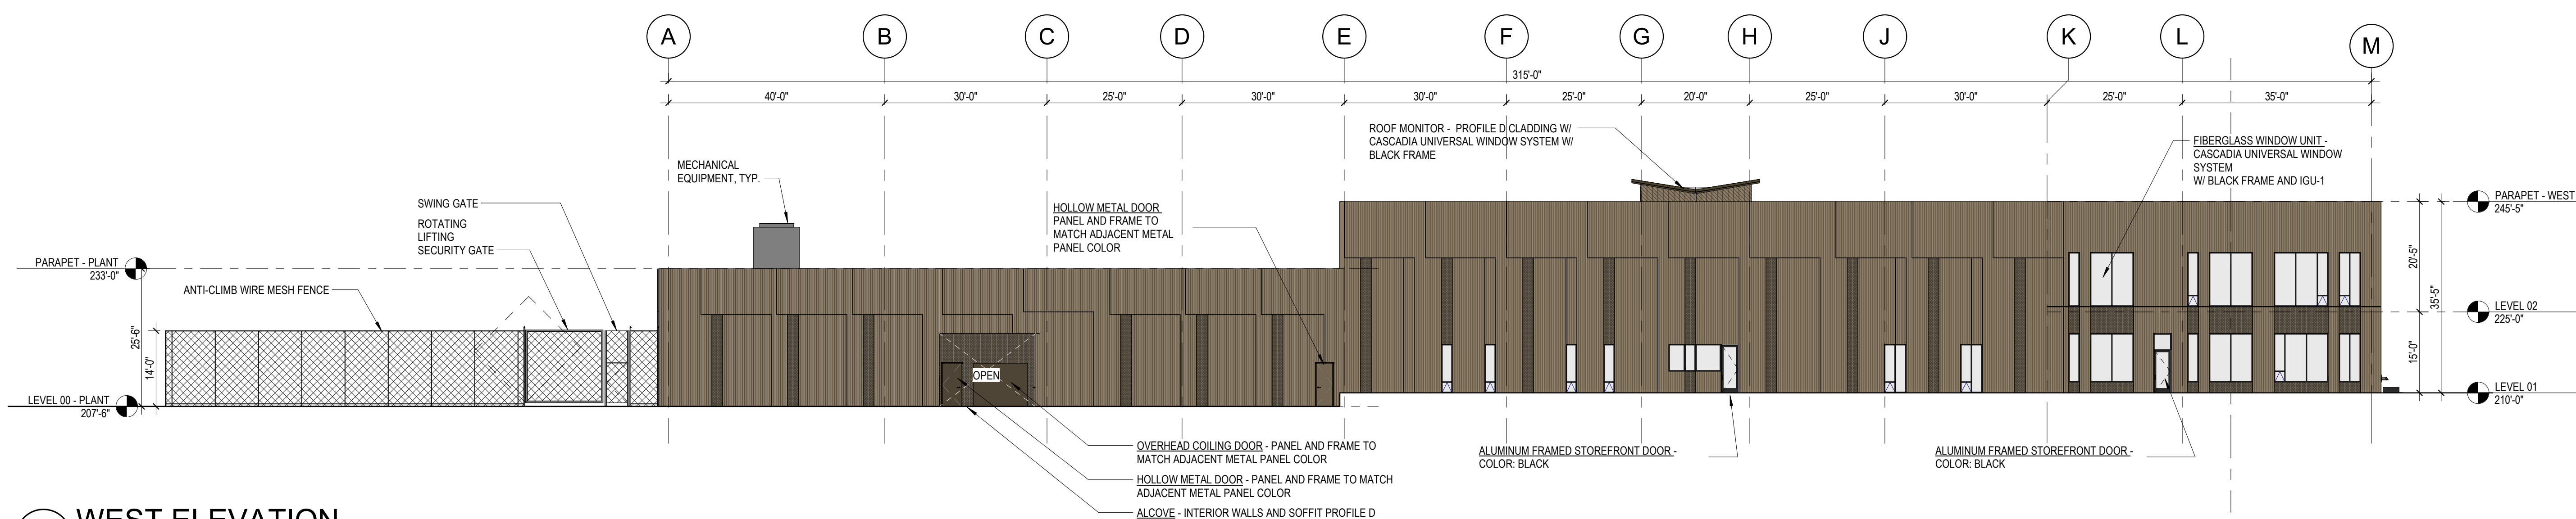 A B C D E F G H J K L M
315'-0"
40'-0" 30'-0" 25'-0" 30'-0" 30'-0" 25'-0" 20'-0" 25'-0" 30'-0" 25'-0" 35'-0"
ROOF MONITOR - PROFILE D CLADDING W/
CASCADIA UNIVERSAL WINDOW SYSTEM W/
BLACK FRAME
FIBERGLASS WINDOW UNIT -
CASCADIA UNIVERSAL WINDOW
SYSTEM
W/ BLACK FRAME AND IGU-1
MECHANICAL
EQUIPMENT, TYP.
SWING GATE
ROTATING
LIFTING
SECURITY GATE
HOLLOW METAL DOOR
PANEL AND FRAME TO
MATCH ADJACENT METAL
PANEL COLOR
PARAPET - WEST
245'-5"
PARAPET - PLANT
233'-0"
ANTI-CLIMB WIRE MESH FENCE
25'-6"
14'-0"
20'-5"
35'-5"
15'-0"
LEVEL 02
225'-0"
OPEN
LEVEL 00 - PLANT
207'-6"
LEVEL 01
210'-0"
OVERHEAD COILING DOOR - PANEL AND FRAME TO
MATCH ADJACENT METAL PANEL COLOR
HOLLOW METAL DOOR - PANEL AND FRAME TO MATCH
ADJACENT METAL PANEL COLOR
ALCOVE - INTERIOR WALLS AND SOFFIT PROFILE D
ALUMINUM FRAMED STOREFRONT DOOR -
COLOR: BLACK
ALUMINUM FRAMED STOREFRONT DOOR -
COLOR: BLACK
WEST ELEVATION